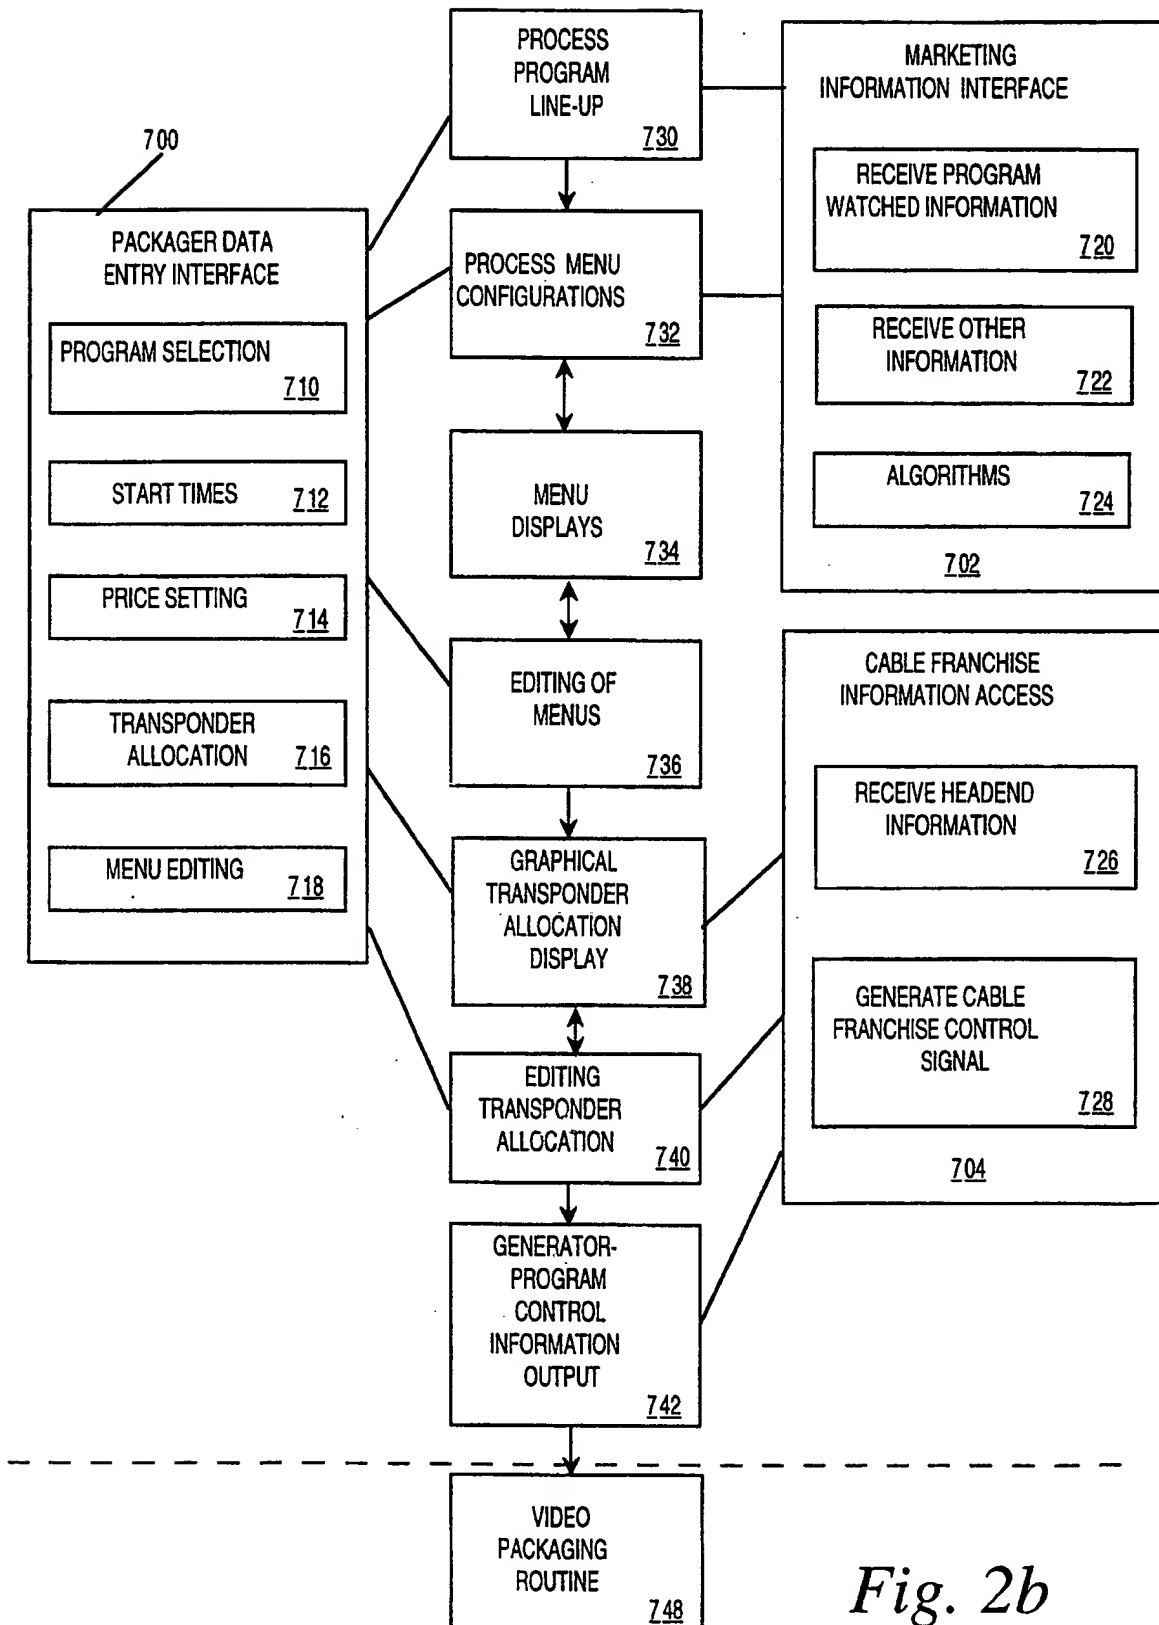 700
PACKAGER DATA
ENTRY INTERFACE
PROGRAM SELECTION
710
START TIMES 712
PRICE SETTING
714
TRANSPONDER
ALLOCATION 716
MENU EDITING
718
PROCESS
PROGRAM
LINE-UP
730
PROCESS MENU
CONFIGURATIONS
732
MENU
DISPLAYS
734
EDITING OF
MENUS
736
GRAPHICAL
TRANSPONDER
ALLOCATION
DISPLAY
738
EDITING
TRANSPONDER
ALLOCATION
740
GENERATOR-
PROGRAM
CONTROL
INFORMATION
OUTPUT
742
VIDEO
PACKAGING
ROUTINE
748
MARKETING
INFORMATION INTERFACE
RECEIVE PROGRAM
WATCHED INFORMATION
720
RECEIVE OTHER
INFORMATION
722
ALGORITHMS
724
702
CABLE FRANCHISE
INFORMATION ACCESS
RECEIVE HEADEND
INFORMATION
726
GENERATE CABLE
FRANCHISE CONTROL
SIGNAL
728
704
Fig. 2b